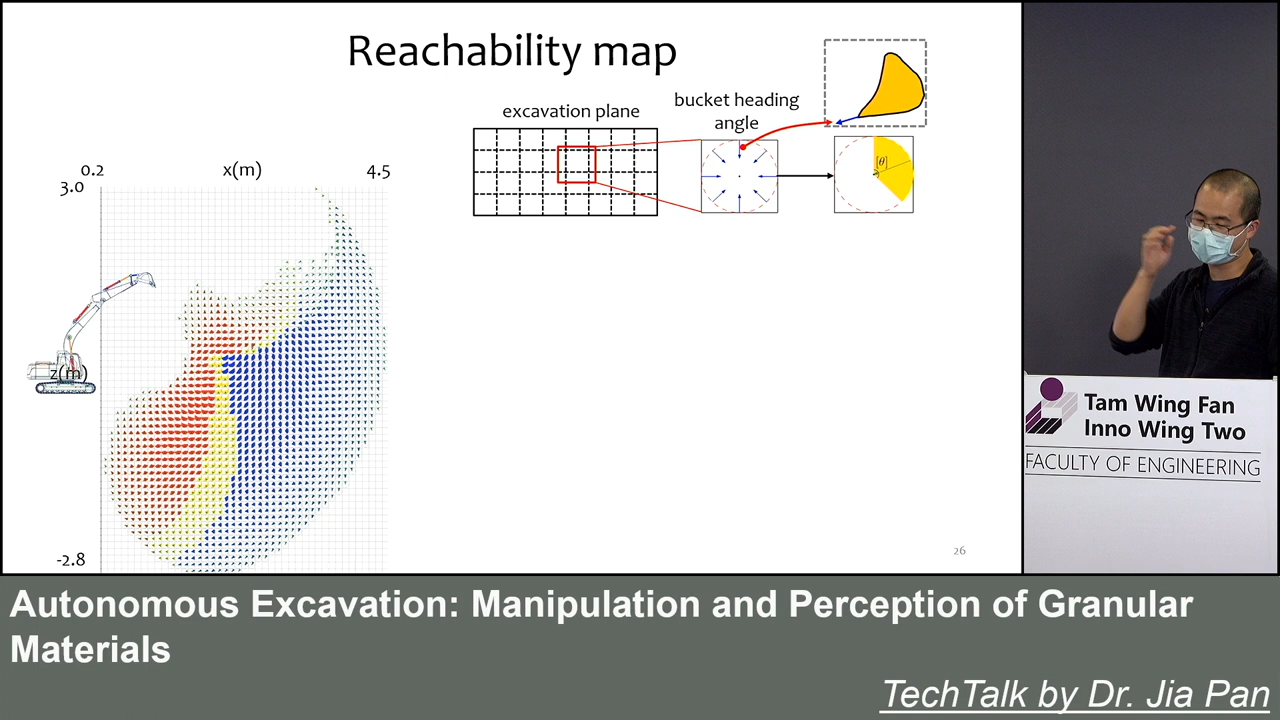 Reachability map
excavation plane
bucket heading
angle
[θ]
0.2
x(m)
4.5
3.0
z(m)
-2.8
26
Tam Wing Fan
Inno Wing Two
FACULTY OF ENGINEERING
Autonomous Excavation: Manipulation and Perception of Granular
Materials
TechTalk by Dr. Jia Pan